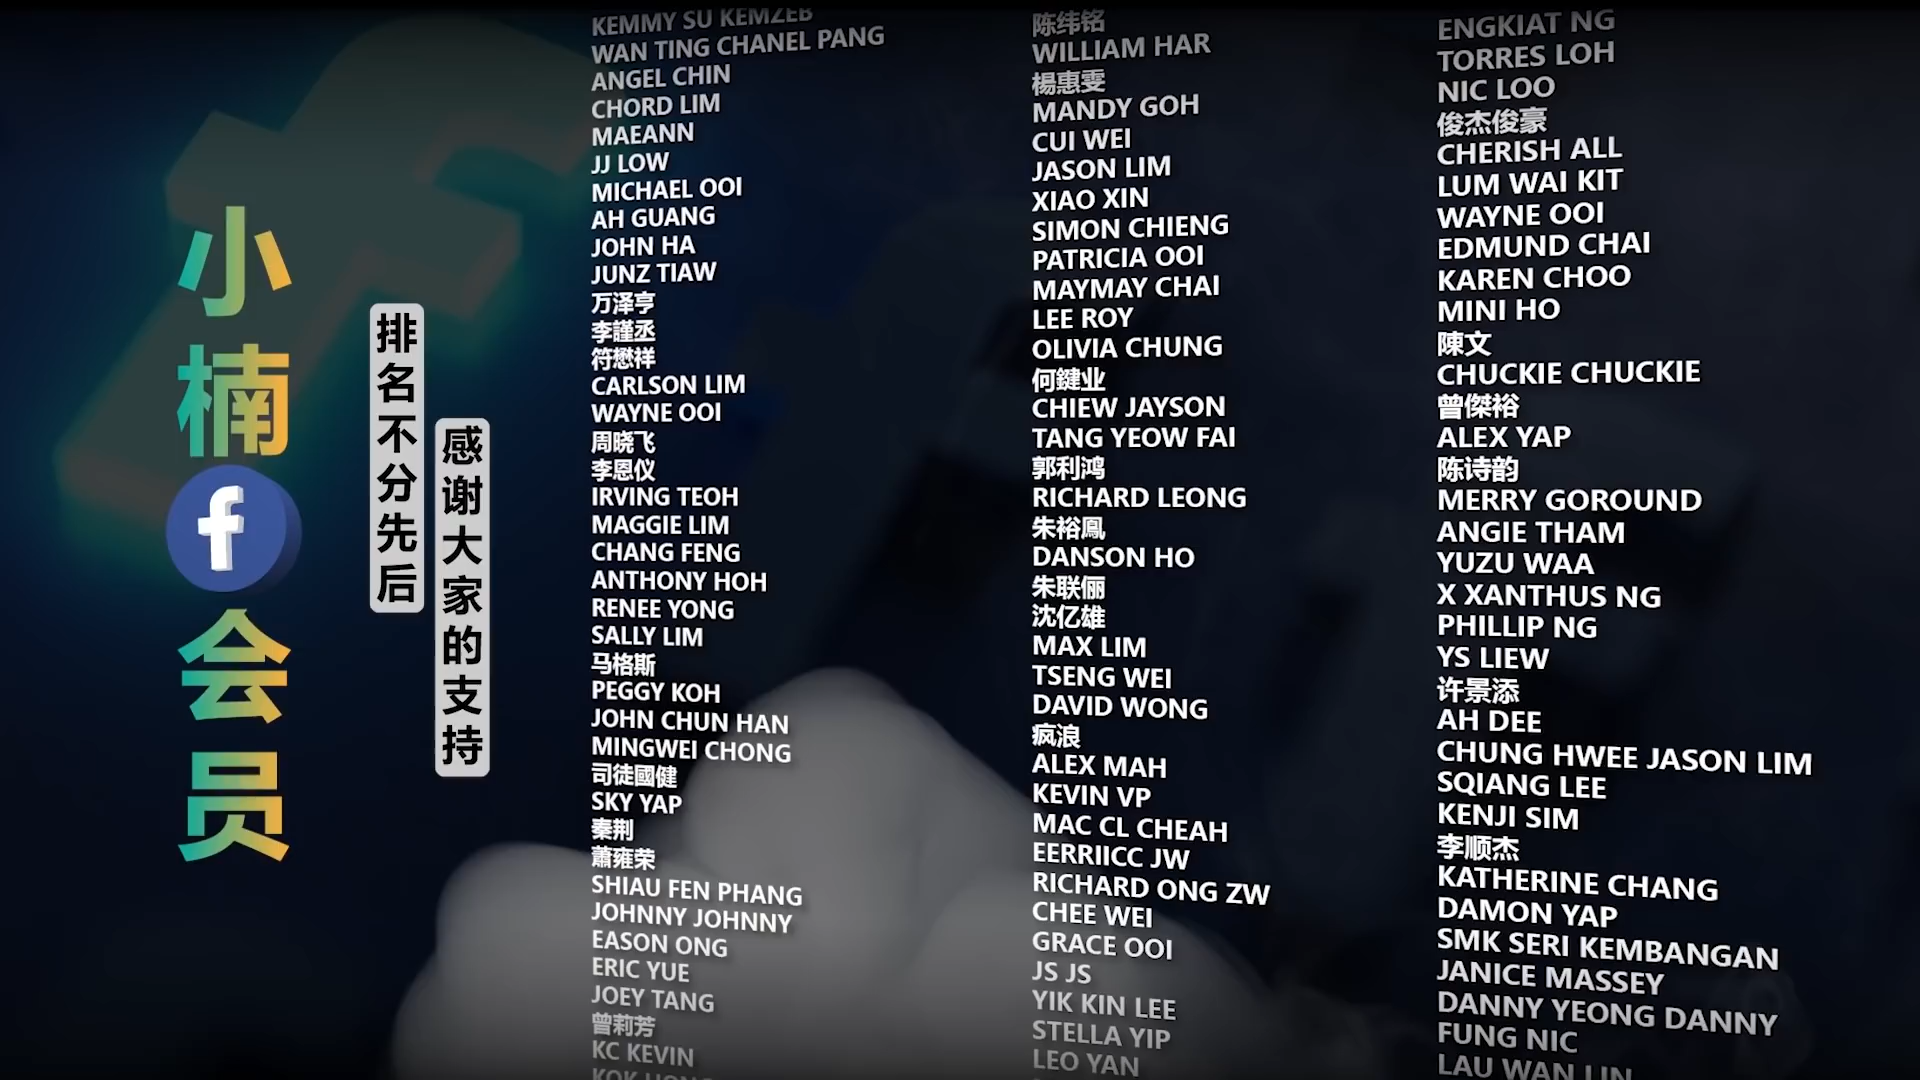 小楠
f
会员
排名不分先后
感谢大家的支持
KEMMY SU KEMZEB
WAN TING CHANEL PANG
ANGEL CHIN
CHORD LIM
MAEANN
JJ LOW
MICHAEL OOI
AH GUANG
JOHN HA
JUNZ TIAW
万泽亨
李謹丞
符懋祥
CARLSON LIM
WAYNE OOI
周晓飞
李恩仪
IRVING TEOH
MAGGIE LIM
CHANG FENG
ANTHONY HOH
RENEE YONG
SALLY LIM
马格斯
PEGGY KOH
JOHN CHUN HAN
MINGWEI CHONG
司徒國健
SKY YAP
秦荆
蕭雍荣
SHIAU FEN PHANG
JOHNNY JOHNNY
EASON ONG
ERIC YUE
JOEY TANG
曾莉芳
KC KEVIN
陈纬铭
WILLIAM HAR
楊惠雯
MANDY GOH
CUI WEI
JASON LIM
XIAO XIN
SIMON CHIENG
PATRICIA OOI
MAYMAY CHAI
LEE ROY
OLIVIA CHUNG
何鍵业
CHIEW JAYSON
TANG YEOW FAI
郭利鸿
RICHARD LEONG
朱裕鳳
DANSON HO
朱联俪
沈亿雄
MAX LIM
TSENG WEI
DAVID WONG
疯浪
ALEX MAH
KEVIN VP
MAC CL CHEAH
EERRIICC JW
RICHARD ONG ZW
CHEE WEI
GRACE OOI
JS JS
YIK KIN LEE
STELLA YIP
LEO YAN
ENGKIAT NG
TORRES LOH
NIC LOO
俊杰俊豪
CHERISH ALL
LUM WAI KIT
WAYNE OOI
EDMUND CHAI
KAREN CHOO
MINI HO
陳文
CHUCKIE CHUCKIE
曾傑裕
ALEX YAP
陈诗韵
MERRY GOROUND
ANGIE THAM
YUZU WAA
X XANTHUS NG
PHILLIP NG
YS LIEW
许景添
AH DEE
CHUNG HWEE JASON LIM
SQIANG LEE
KENJI SIM
李顺杰
KATHERINE CHANG
DAMON YAP
SMK SERI KEMBANGAN
JANICE MASSEY
DANNY YEONG DANNY
FUNG NIC
LAU WAN LIN